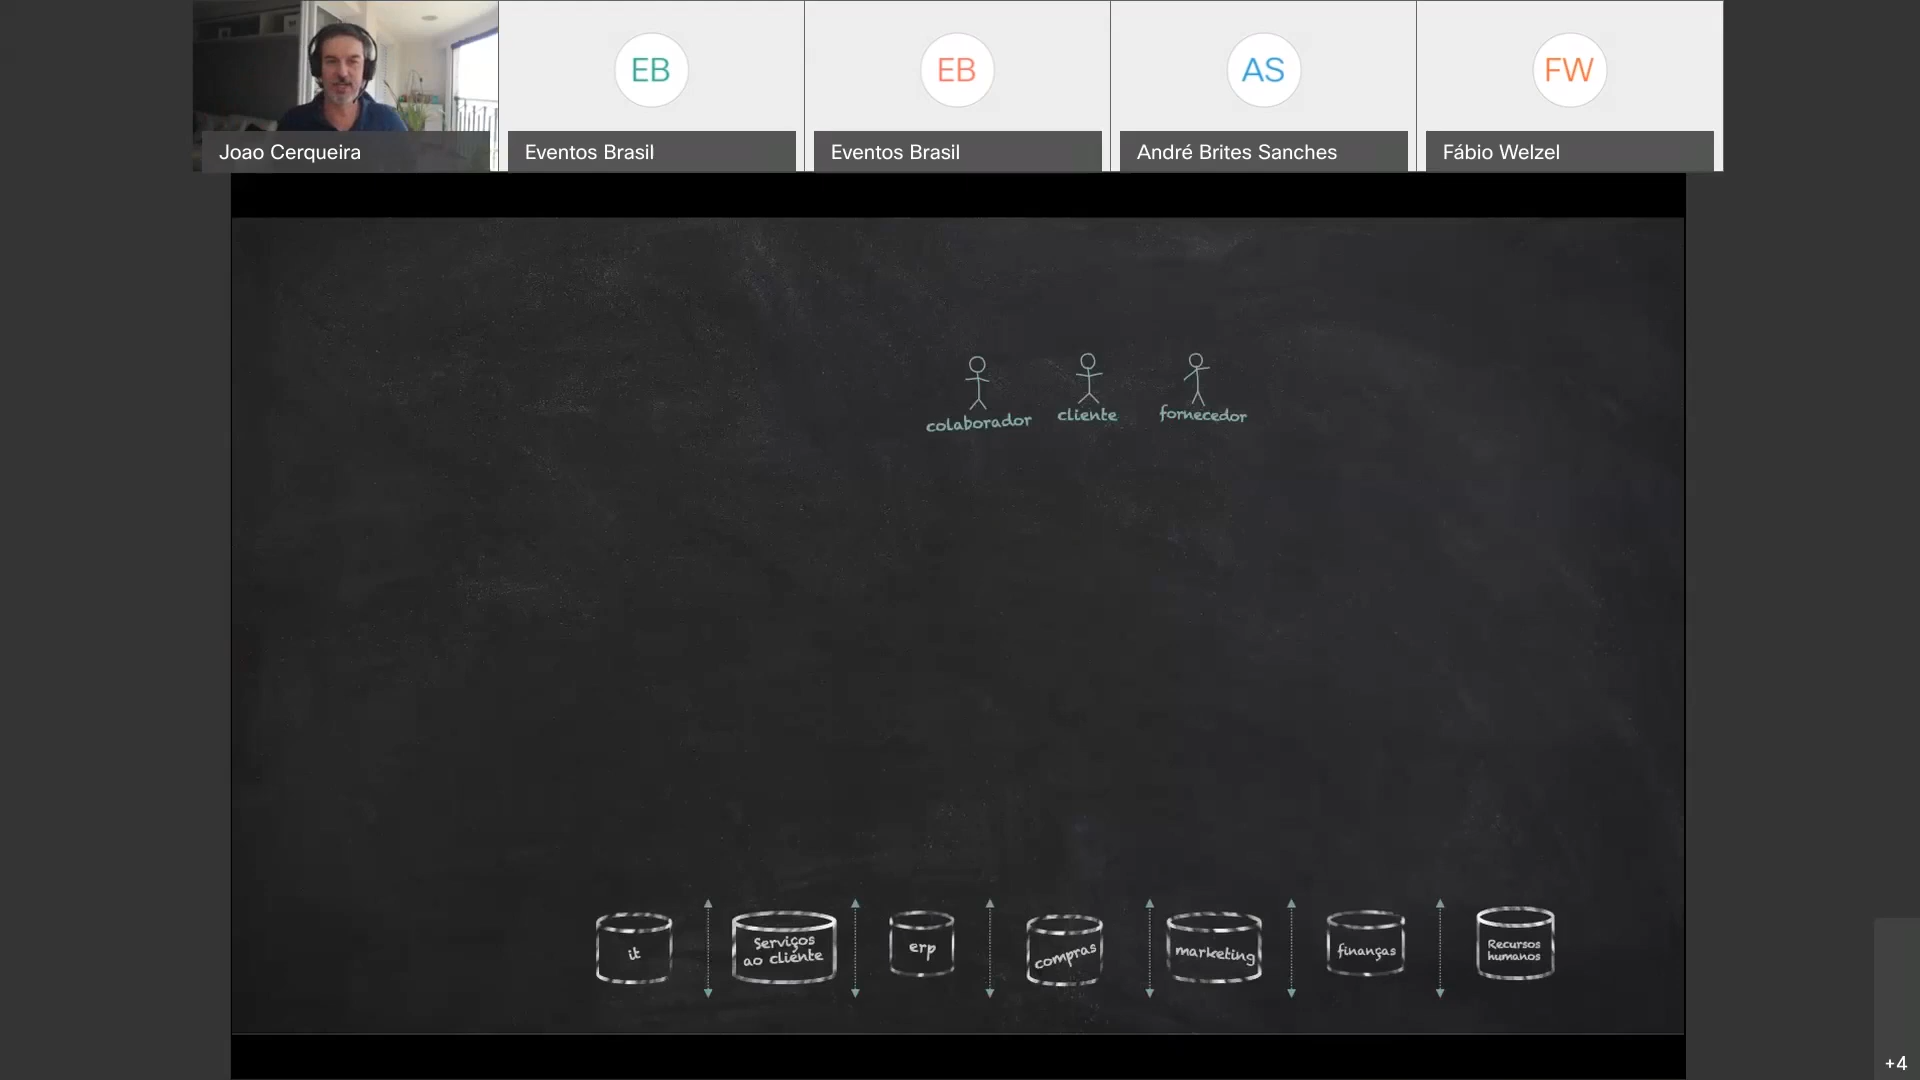 EB
EB
AS
FW
Joao Cerqueira
Eventos Brasil
Eventos Brasil
André Brites Sanches
Fábio Welzel
colaborador
cliente
fornecedor
it
Serviços
ao cliente
erp
compras
marketing
finanças
Recursos
humanos
+4